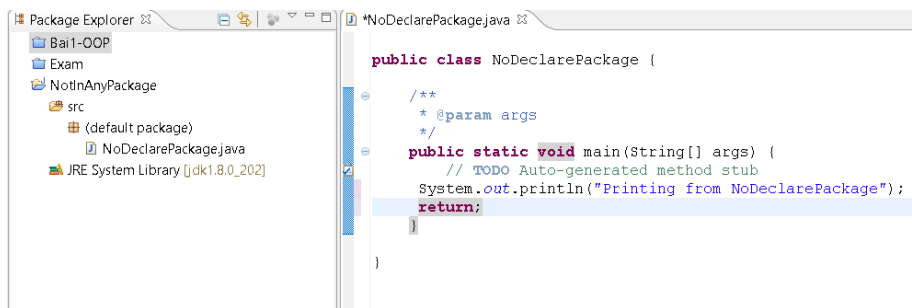 Package Explorer
Bai1-OOP
Exam
NotInAnyPackage
src
(default package)
NoDeclarePackage.java
JRE System Library [jdk1.8.0_202]
*NoDeclarePackage.java
public class NoDeclarePackage {
/**
* @param args
*/
public static void main(String[] args) {
// TODO Auto-generated method stub
System.out.println("Printing from NoDeclarePackage");
return;
}
}